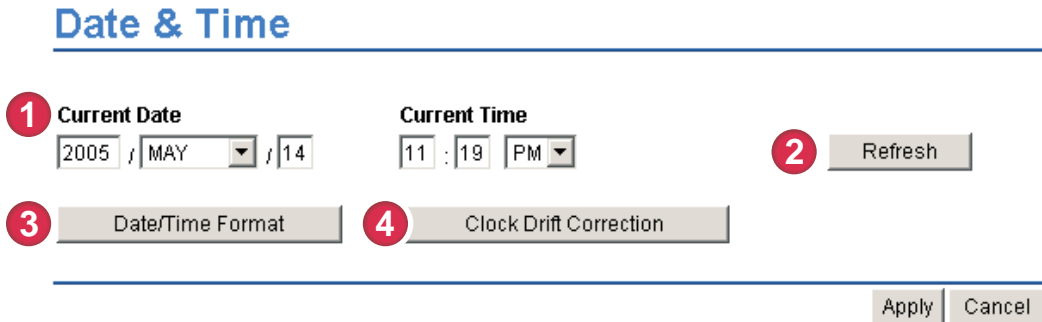 Date & Time
1 Current Date Current Time
2005 / MAY / 14 11 : 19 PM 2 Refresh
3 Date/Time Format 4 Clock Drift Correction
Apply Cancel